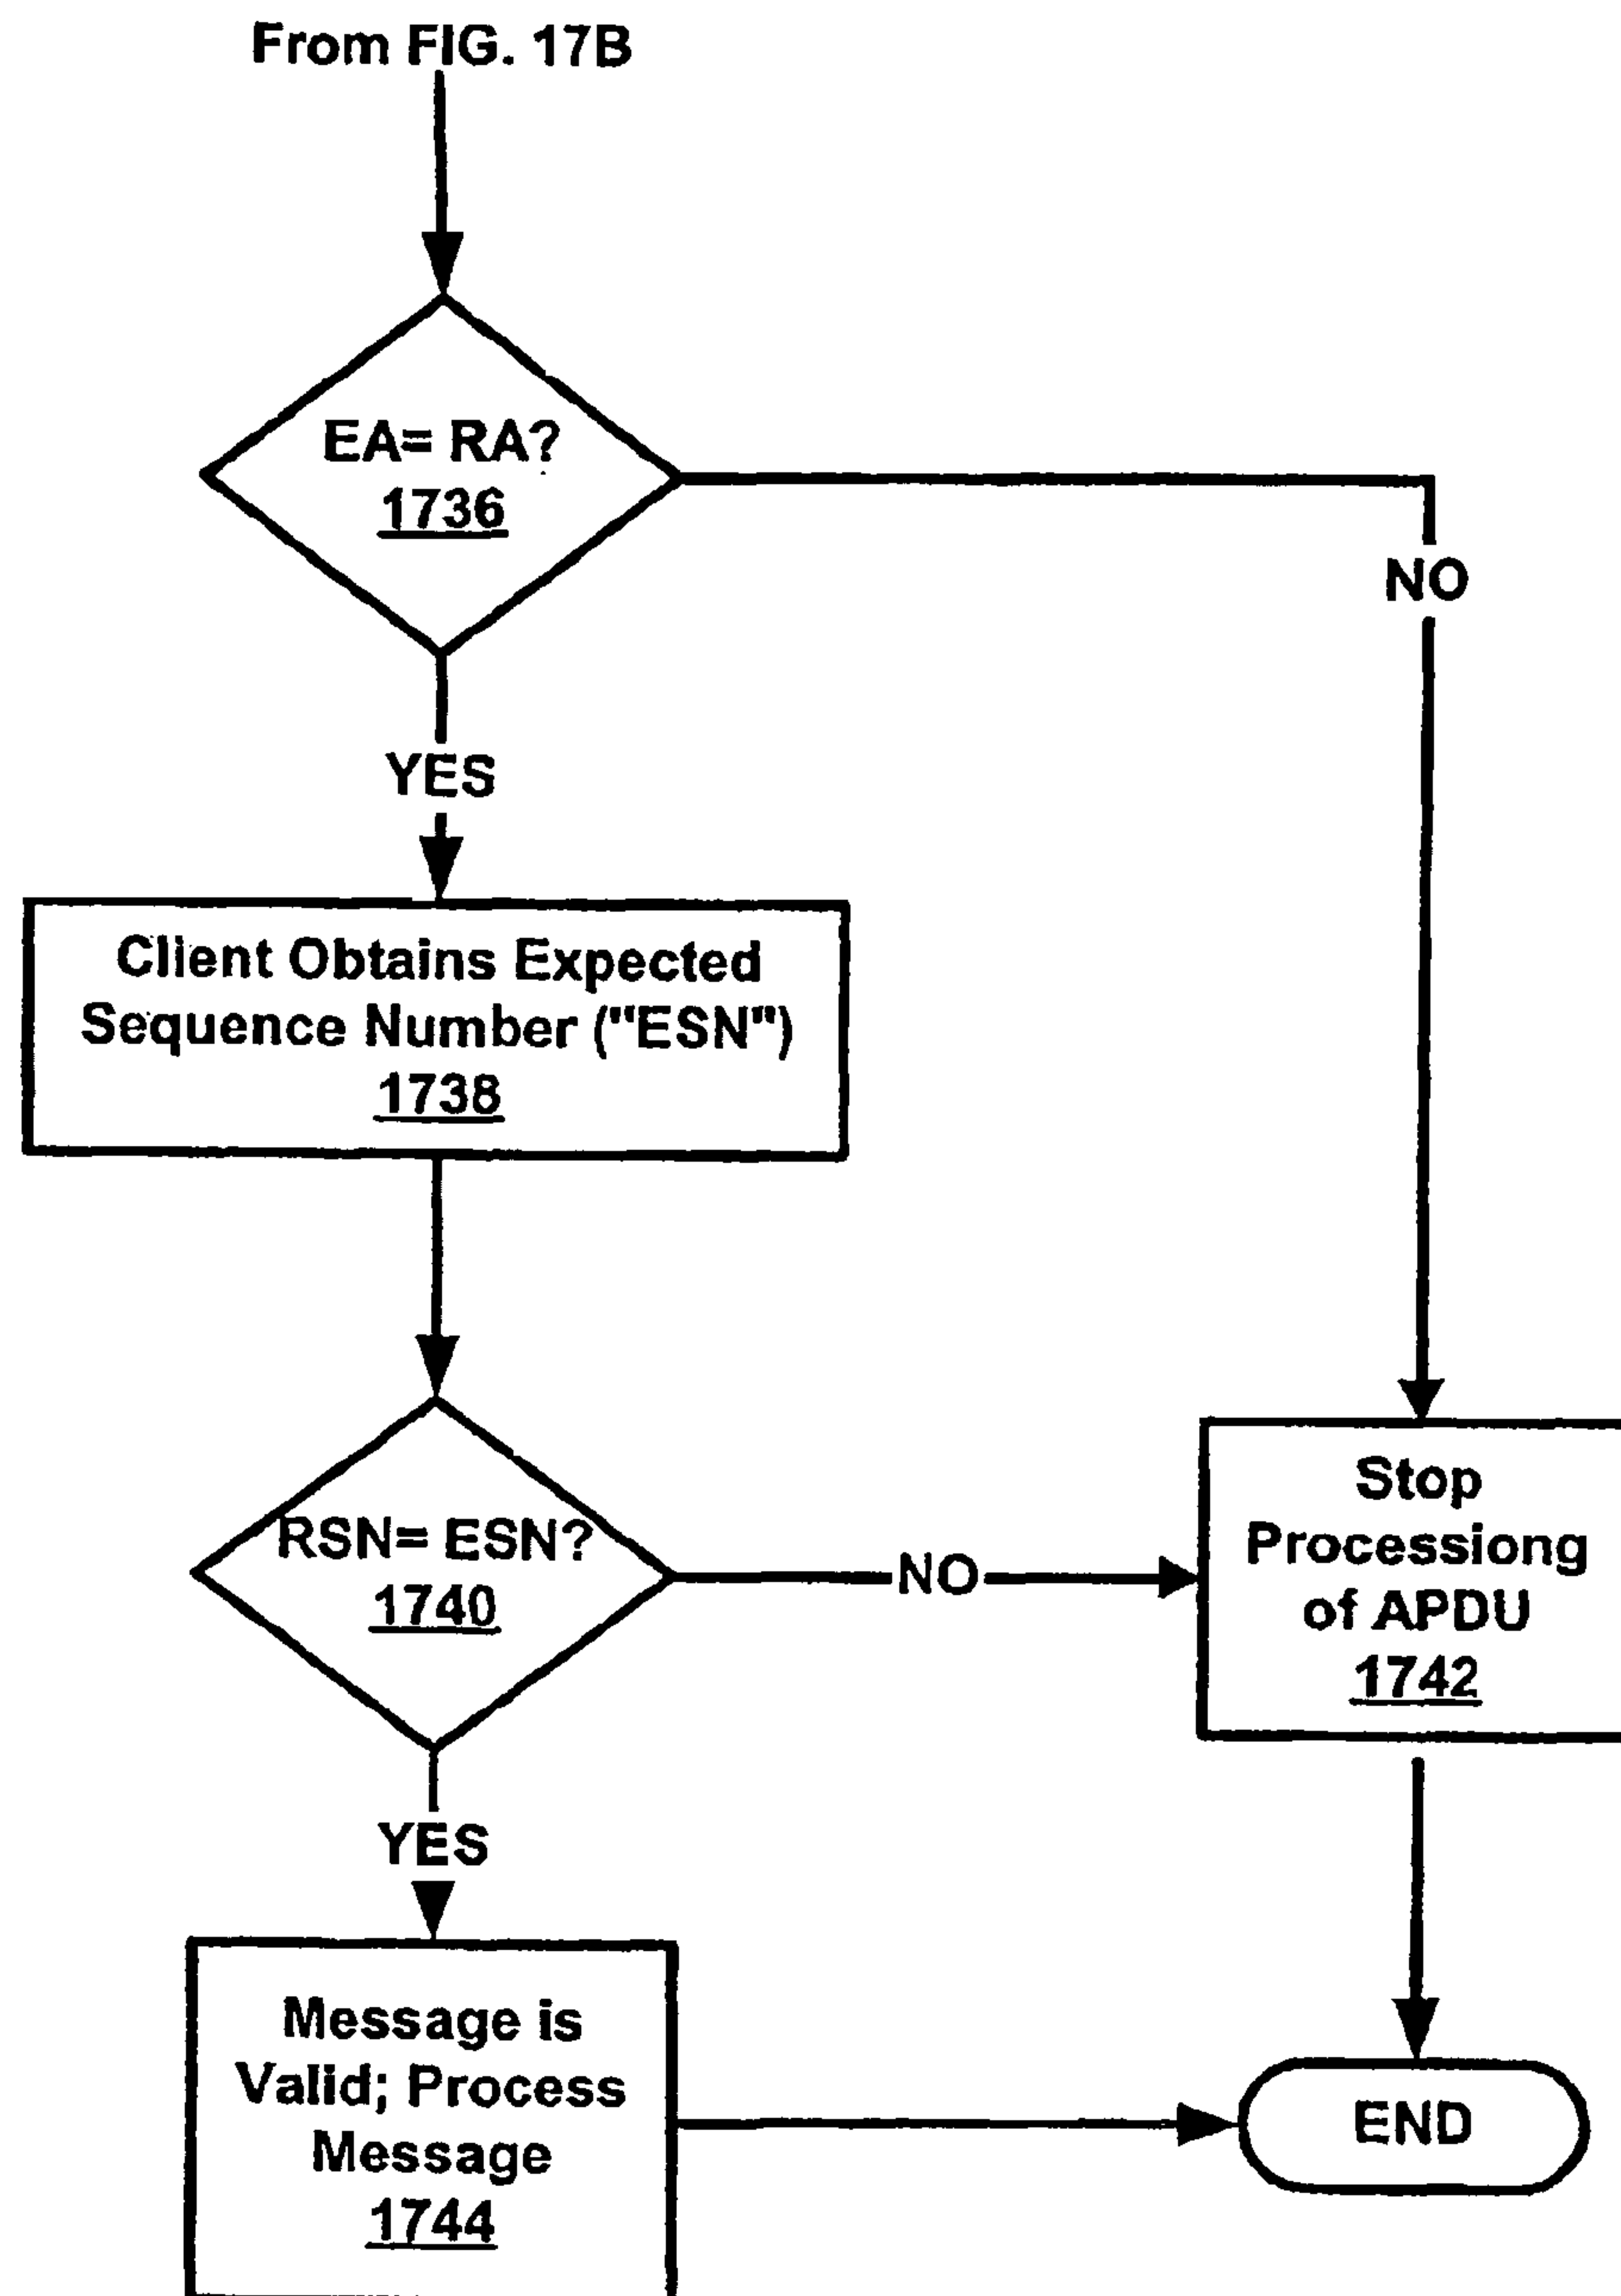 From FIG. 17B
EA= RA?
1736
NO
YES
Client Obtains Expected
Sequence Number ("ESN")
1738
RSN= ESN?
1740
NO
Stop
Processiong
of APDU
1742
YES
Message is
Valid; Process
Message
1744
END